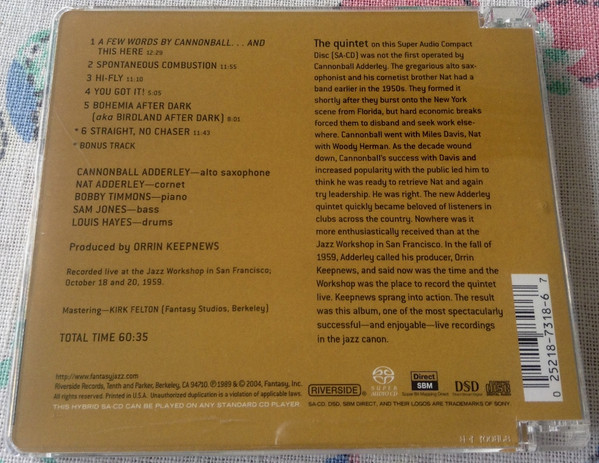 1 A FEW WORDS BY CANNONBALL. . . AND
THIS HERE 12:29
2 SPONTANEOUS COMBUSTION 11:55
3 HI-FLY 11:10
4 YOU GOT IT! 5:05
5 BOHEMIA AFTER DARK
(aka BIRDLAND AFTER DARK) 8:01
* 6 STRAIGHT, NO CHASER 11:43
* BONUS TRACK
CANNONBALL ADDERLEY—alto saxophone
NAT ADDERLEY—cornet
BOBBY TIMMONS—piano
SAM JONES—bass
LOUIS HAYES—drums
Produced by ORRIN KEEPNEWS
Recorded live at the Jazz Workshop in San Francisco;
October 18 and 20, 1959.
Mastering—KIRK FELTON (Fantasy Studios, Berkeley)
TOTAL TIME 60:35
The quintet on this Super Audio Compact
Disc (SA-CD) was not the first operated by
Cannonball Adderley. The gregarious alto sax-
ophonist and his cornetist brother Nat had a
band earlier in the 1950s. They formed it
shortly after they burst onto the New York
scene from Florida, but hard economic breaks
forced them to disband and seek work else-
where. Cannonball went with Miles Davis, Nat
with Woody Herman. As the decade wound
down, Cannonball's success with Davis and
increased popularity with the public led him to
think he was ready to retrieve Nat and again
try leadership. He was right. The new Adderley
quintet quickly became beloved of listeners in
clubs across the country. Nowhere was it
more enthusiastically received than at the
Jazz Workshop in San Francisco. In the fall of
1959, Adderley called his producer, Orrin
Keepnews, and said now was the time and the
Workshop was the place to record the quintet
live. Keepnews sprang into action. The result
was this album, one of the most spectacularly
successful—and enjoyable—live recordings
in the jazz canon.
0 25218-7318-6 7
http://www.fantasyjazz.com
Riverside Records, Tenth and Parker, Berkeley, CA 94710. ℗ 1989 & © 2004, Fantasy, Inc.
Printed in U.S.A. Unauthorized duplication is a violation of applicable laws.
THIS HYBRID SA-CD CAN BE PLAYED ON ANY STANDARD CD PLAYER
RIVERSIDE
SUPER AUDIO CD
Direct
SBM
Super Bit Mapping Direct
DSD
Direct Stream Digital
COMPACT
disc
DIGITAL AUDIO
SA-CD, DSD, SBM DIRECT, AND THEIR LOGOS ARE TRADEMARKS OF SONY.